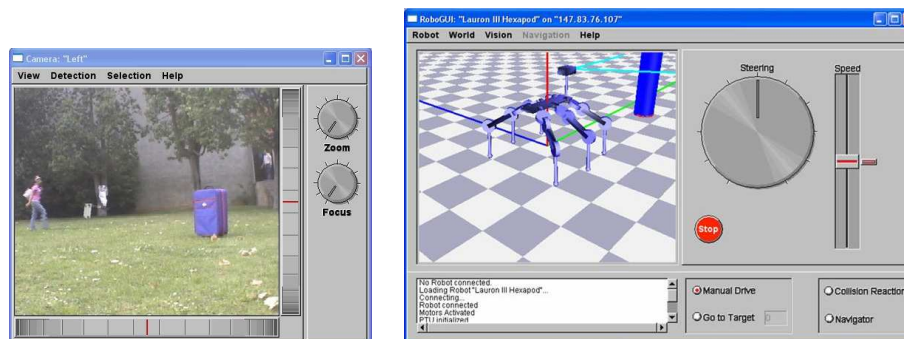 Camera: "Left"
View Detection Selection Help
Zoom
Focus
RoboGUI: "Lauron III Hexapod" on "147.83.76.107"
Robot World Vision Navigation Help
Steering
Speed
Stop
No Robot connected.
Loading Robot "Lauron III Hexapod"...
Connecting...
Robot connected
Motors Activated
PTU initialized
Manual Drive
Go to Target 0
Collision Reaction
Navigator